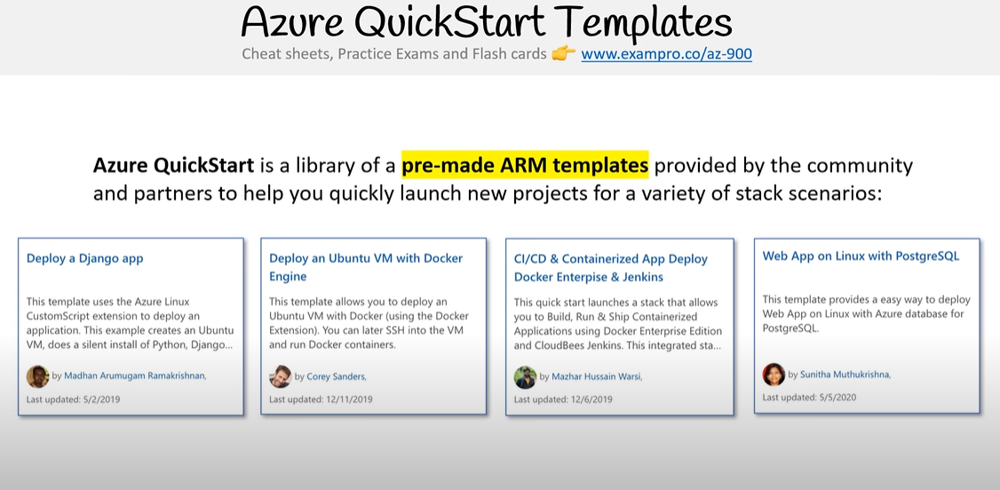 Azure QuickStart Templates
Cheat sheets, Practice Exams and Flash cards 👉 www.exampro.co/az-900
Azure QuickStart is a library of a pre-made ARM templates provided by the community
and partners to help you quickly launch new projects for a variety of stack scenarios:
Deploy a Django app
This template uses the Azure Linux
CustomScript extension to deploy an
application. This example creates an Ubuntu
VM, does a silent install of Python, Django...
by Madhan Arumugam Ramakrishnan,
Last updated: 5/2/2019
Deploy an Ubuntu VM with Docker
Engine
This template allows you to deploy an
Ubuntu VM with Docker (using the Docker
Extension). You can later SSH into the VM
and run Docker containers.
by Corey Sanders,
Last updated: 12/11/2019
CI/CD & Containerized App Deploy
Docker Enterpise & Jenkins
This quick start launches a stack that allows
you to Build, Run & Ship Containerized
Applications using Docker Enterprise Edition
and CloudBees Jenkins. This integrated sta...
by Mazhar Hussain Warsi,
Last updated: 12/6/2019
Web App on Linux with PostgreSQL
This template provides a easy way to deploy
Web App on Linux with Azure database for
PostgreSQL.
by Sunitha Muthukrishna,
Last updated: 5/5/2020